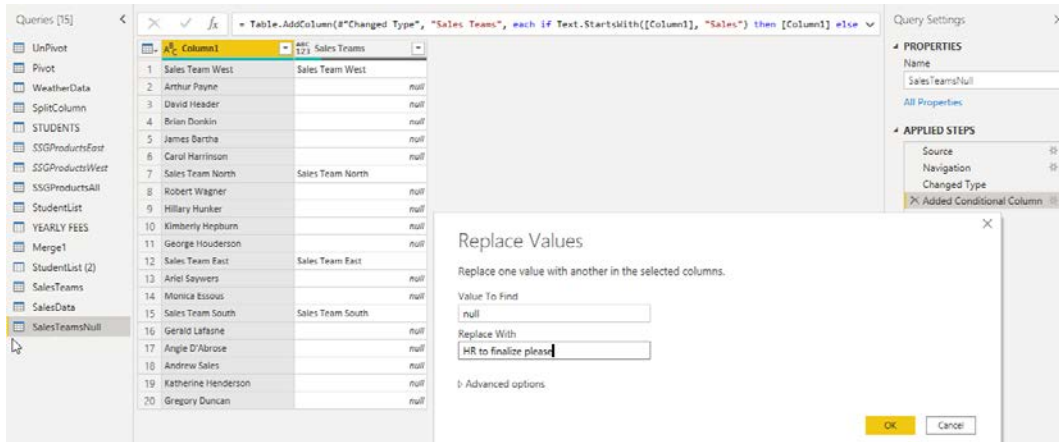 Queries [15]
= Table.AddColumn(#"Changed Type", "Sales Teams", each if Text.StartsWith([Column1], "Sales") then [Column1] else
Query Settings
UnPivot
Pivot
WeatherData
SplitColumn
STUDENTS
SSGProductsEast
SSGProductsWest
SSGProductsAll
StudentList
YEARLY FEES
Merge1
StudentList (2)
SalesTeams
SalesData
SalesTeamsNull
ABC Column1
ABC 123 Sales Teams
1 Sales Team West Sales Team West
2 Arthur Payne null
3 David Header null
4 Brian Donkin null
5 James Bartha null
6 Carol Harrinson null
7 Sales Team North Sales Team North
8 Robert Wagner null
9 Hillary Hunker null
10 Kimberly Hepburn null
11 George Houderson null
12 Sales Team East Sales Team East
13 Ariel Saywers null
14 Monica Essous null
15 Sales Team South Sales Team South
16 Gerald Lafasne null
17 Angie D'Abrose null
18 Andrew Sales null
19 Katherine Henderson null
20 Gregory Duncan null
PROPERTIES
Name
SalesTeamsNull
All Properties
APPLIED STEPS
Source
Navigation
Changed Type
Added Conditional Column
Replace Values
Replace one value with another in the selected columns.
Value To Find
null
Replace With
HR to finalize please
Advanced options
OK Cancel